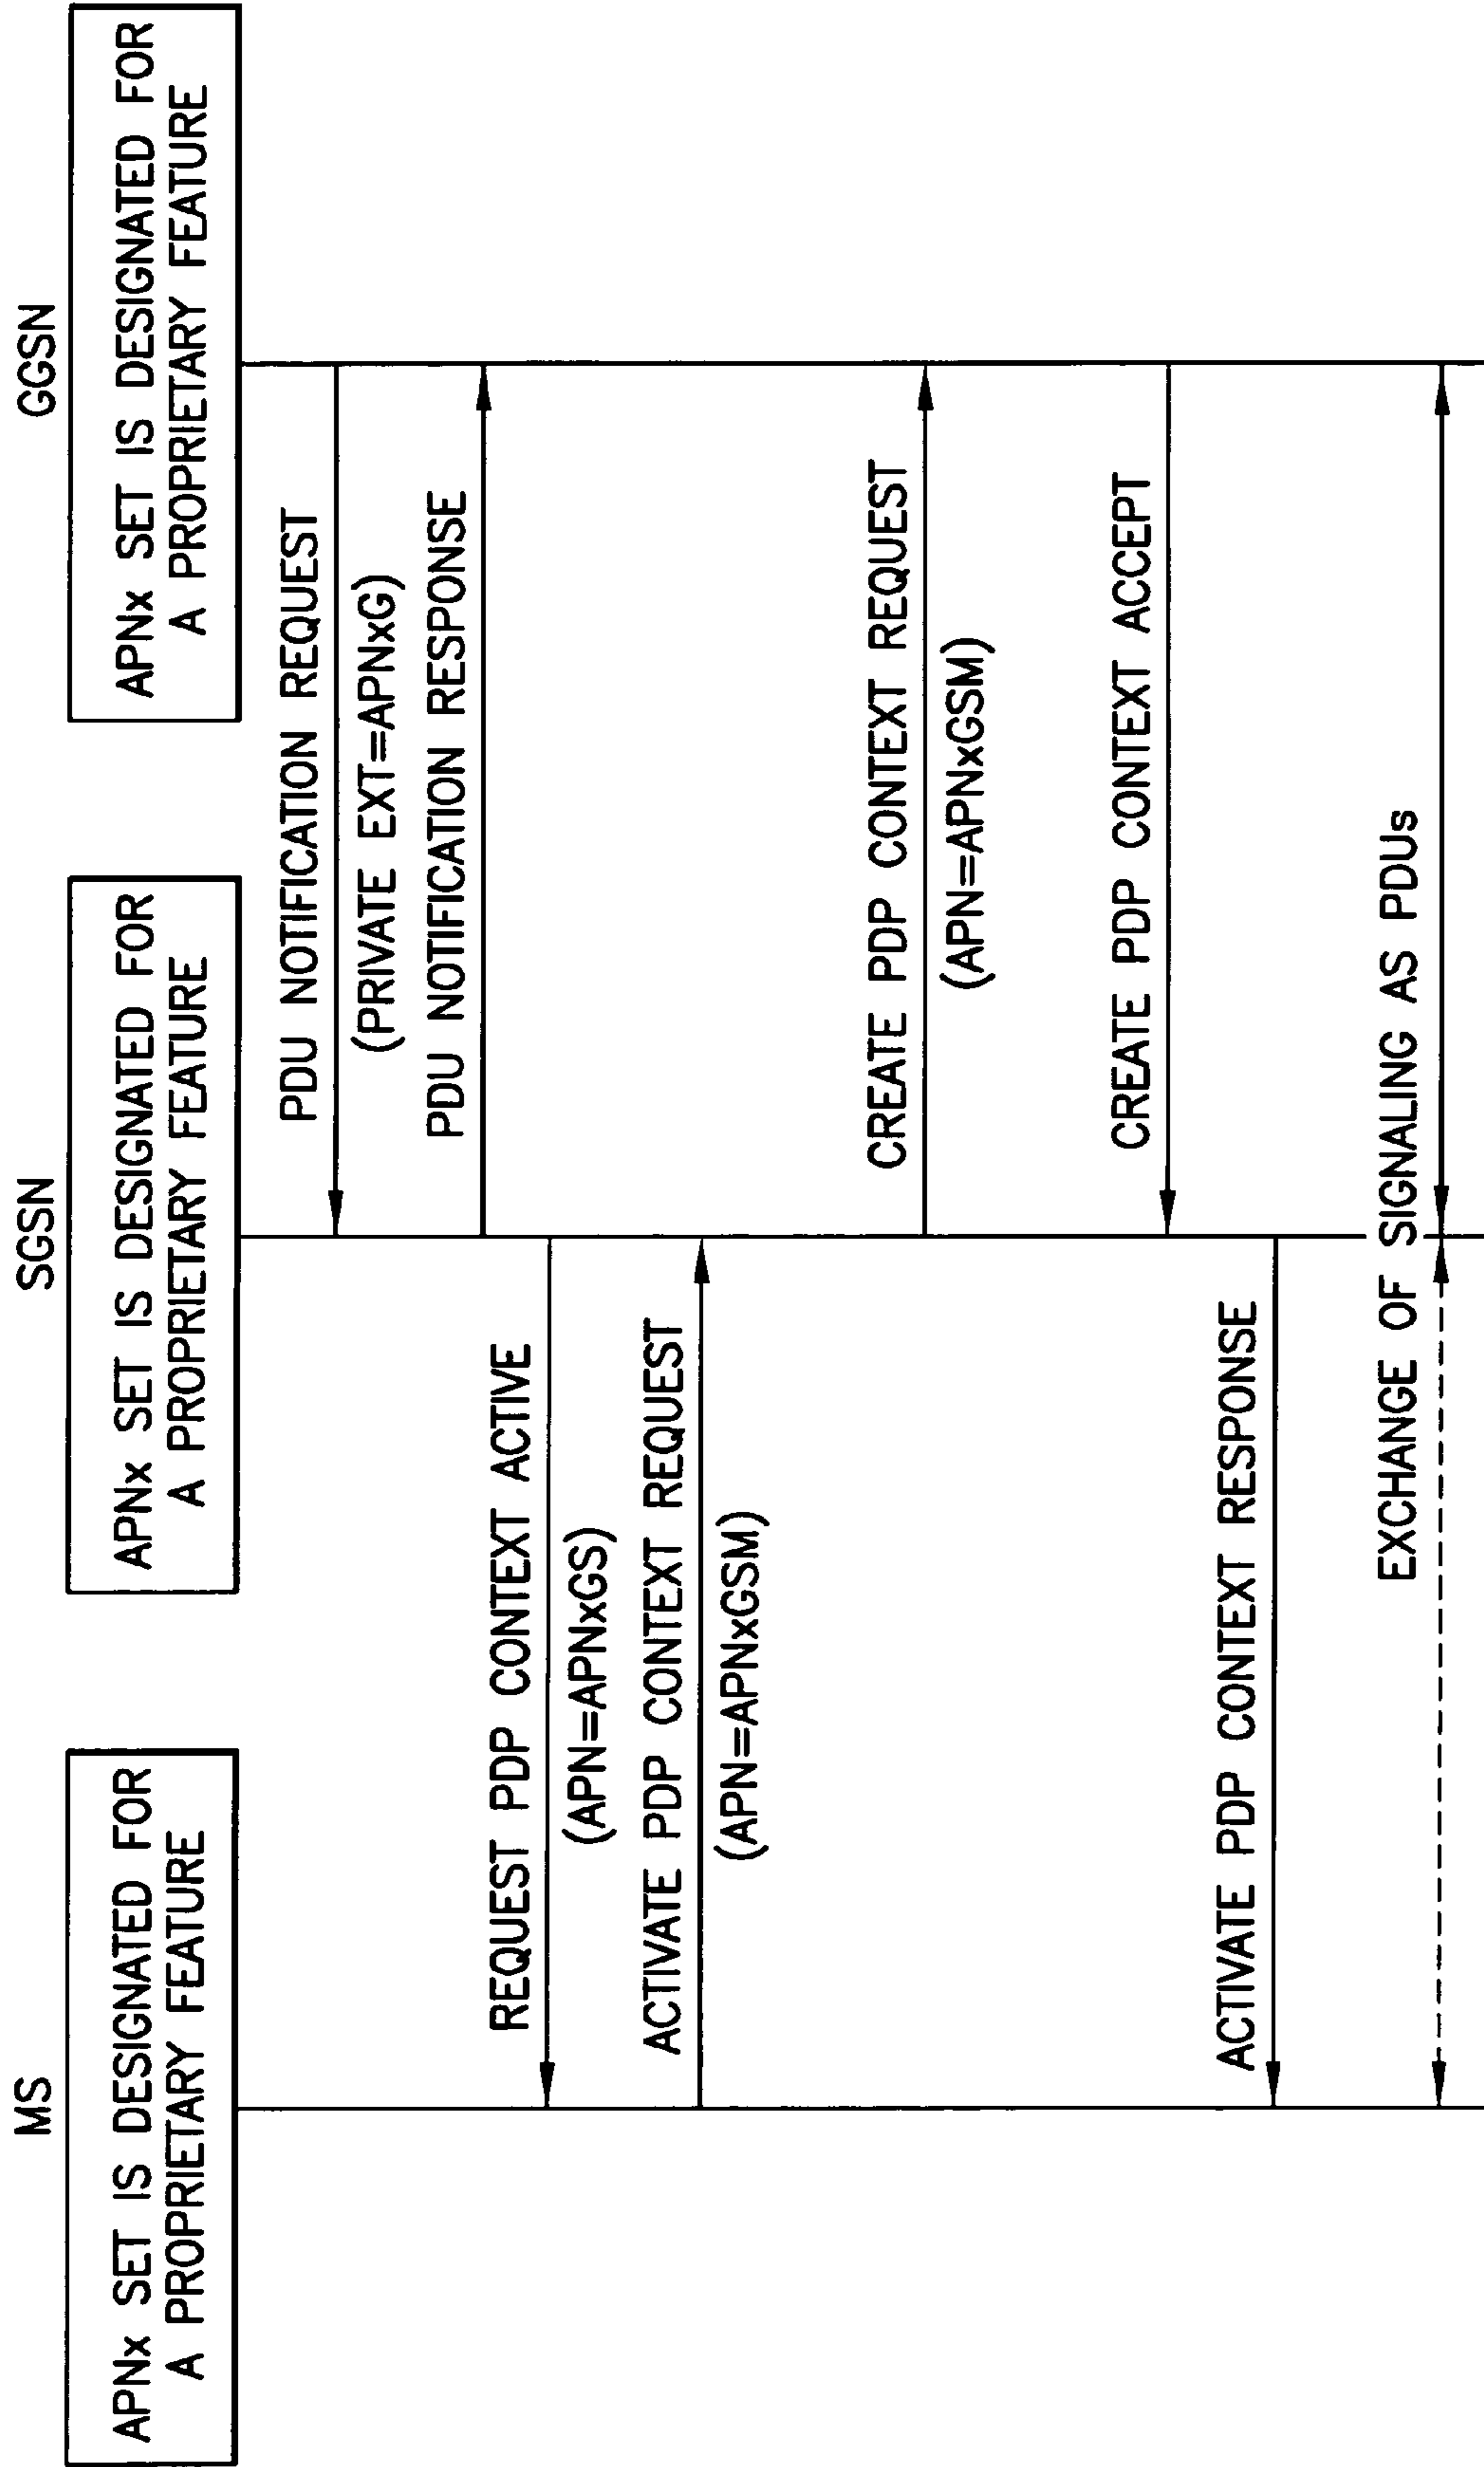 MS
SGSN
GGSN
APNx SET IS DESIGNATED FOR
A PROPRIETARY FEATURE
APNx SET IS DESIGNATED FOR
A PROPRIETARY FEATURE
APNx SET IS DESIGNATED FOR
A PROPRIETARY FEATURE
PDU NOTIFICATION REQUEST
(PRIVATE EXT=APNxG)
PDU NOTIFICATION RESPONSE
REQUEST PDP CONTEXT ACTIVE
(APN=APNxGS)
ACTIVATE PDP CONTEXT REQUEST
(APN=APNxGSM)
CREATE PDP CONTEXT REQUEST
(APN=APNxGSM)
CREATE PDP CONTEXT ACCEPT
ACTIVATE PDP CONTEXT RESPONSE
EXCHANGE OF SIGNALING AS PDUs